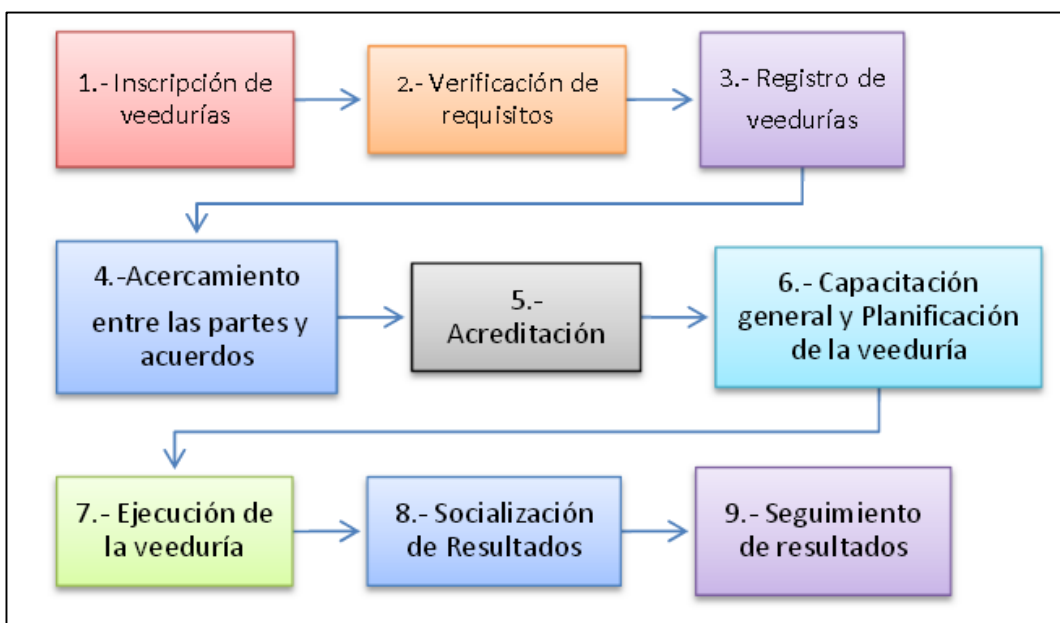 1.- Inscripción de
veedurías
2.- Verificación de
requisitos
3.- Registro de
veedurías
4.-Acercamiento
entre las partes y
acuerdos
5.-
Acreditación
6.- Capacitación
general y Planificación
de la veeduría
7.- Ejecución de
la veeduría
8.- Socialización
de Resultados
9.- Seguimiento
de resultados